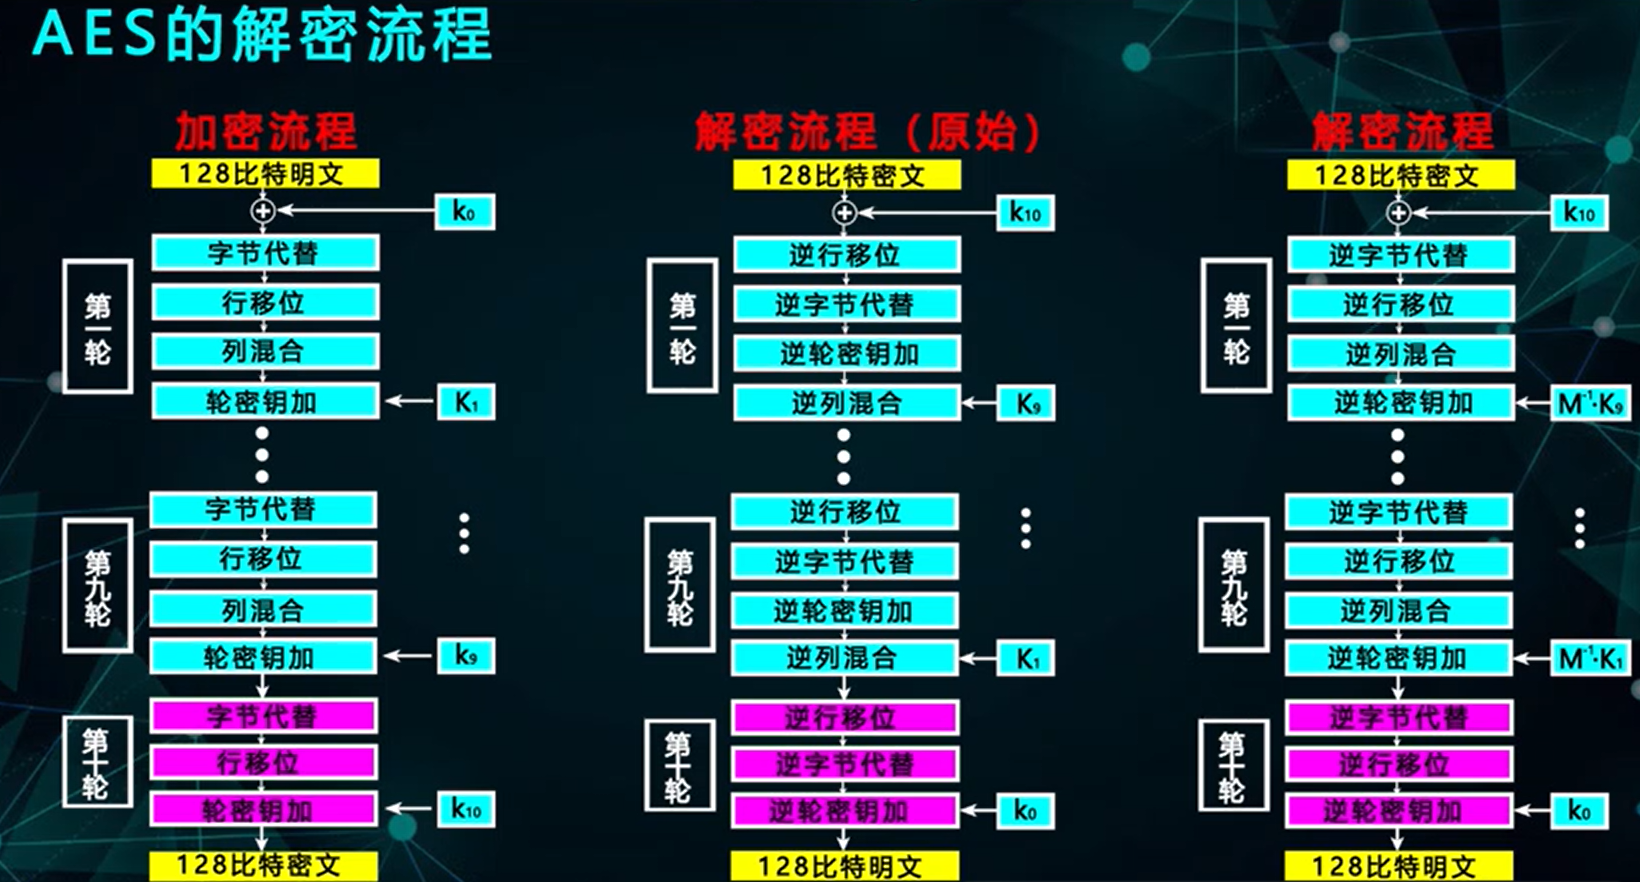 AES的解密流程
加密流程
128比特明文
k₀
第一轮
字节代替
行移位
列混合
轮密钥加
K₁
第九轮
字节代替
行移位
列混合
轮密钥加
k₉
第十轮
字节代替
行移位
轮密钥加
k₁₀
128比特密文
解密流程（原始）
128比特密文
k₁₀
第一轮
逆行移位
逆字节代替
逆轮密钥加
逆列混合
K₉
第九轮
逆行移位
逆字节代替
逆轮密钥加
逆列混合
K₁
第十轮
逆行移位
逆字节代替
逆轮密钥加
k₀
128比特明文
解密流程
128比特密文
k₁₀
第一轮
逆字节代替
逆行移位
逆列混合
逆轮密钥加
M⁻¹·K₉
第九轮
逆字节代替
逆行移位
逆列混合
逆轮密钥加
M⁻¹·K₁
第十轮
逆字节代替
逆行移位
逆轮密钥加
k₀
128比特明文